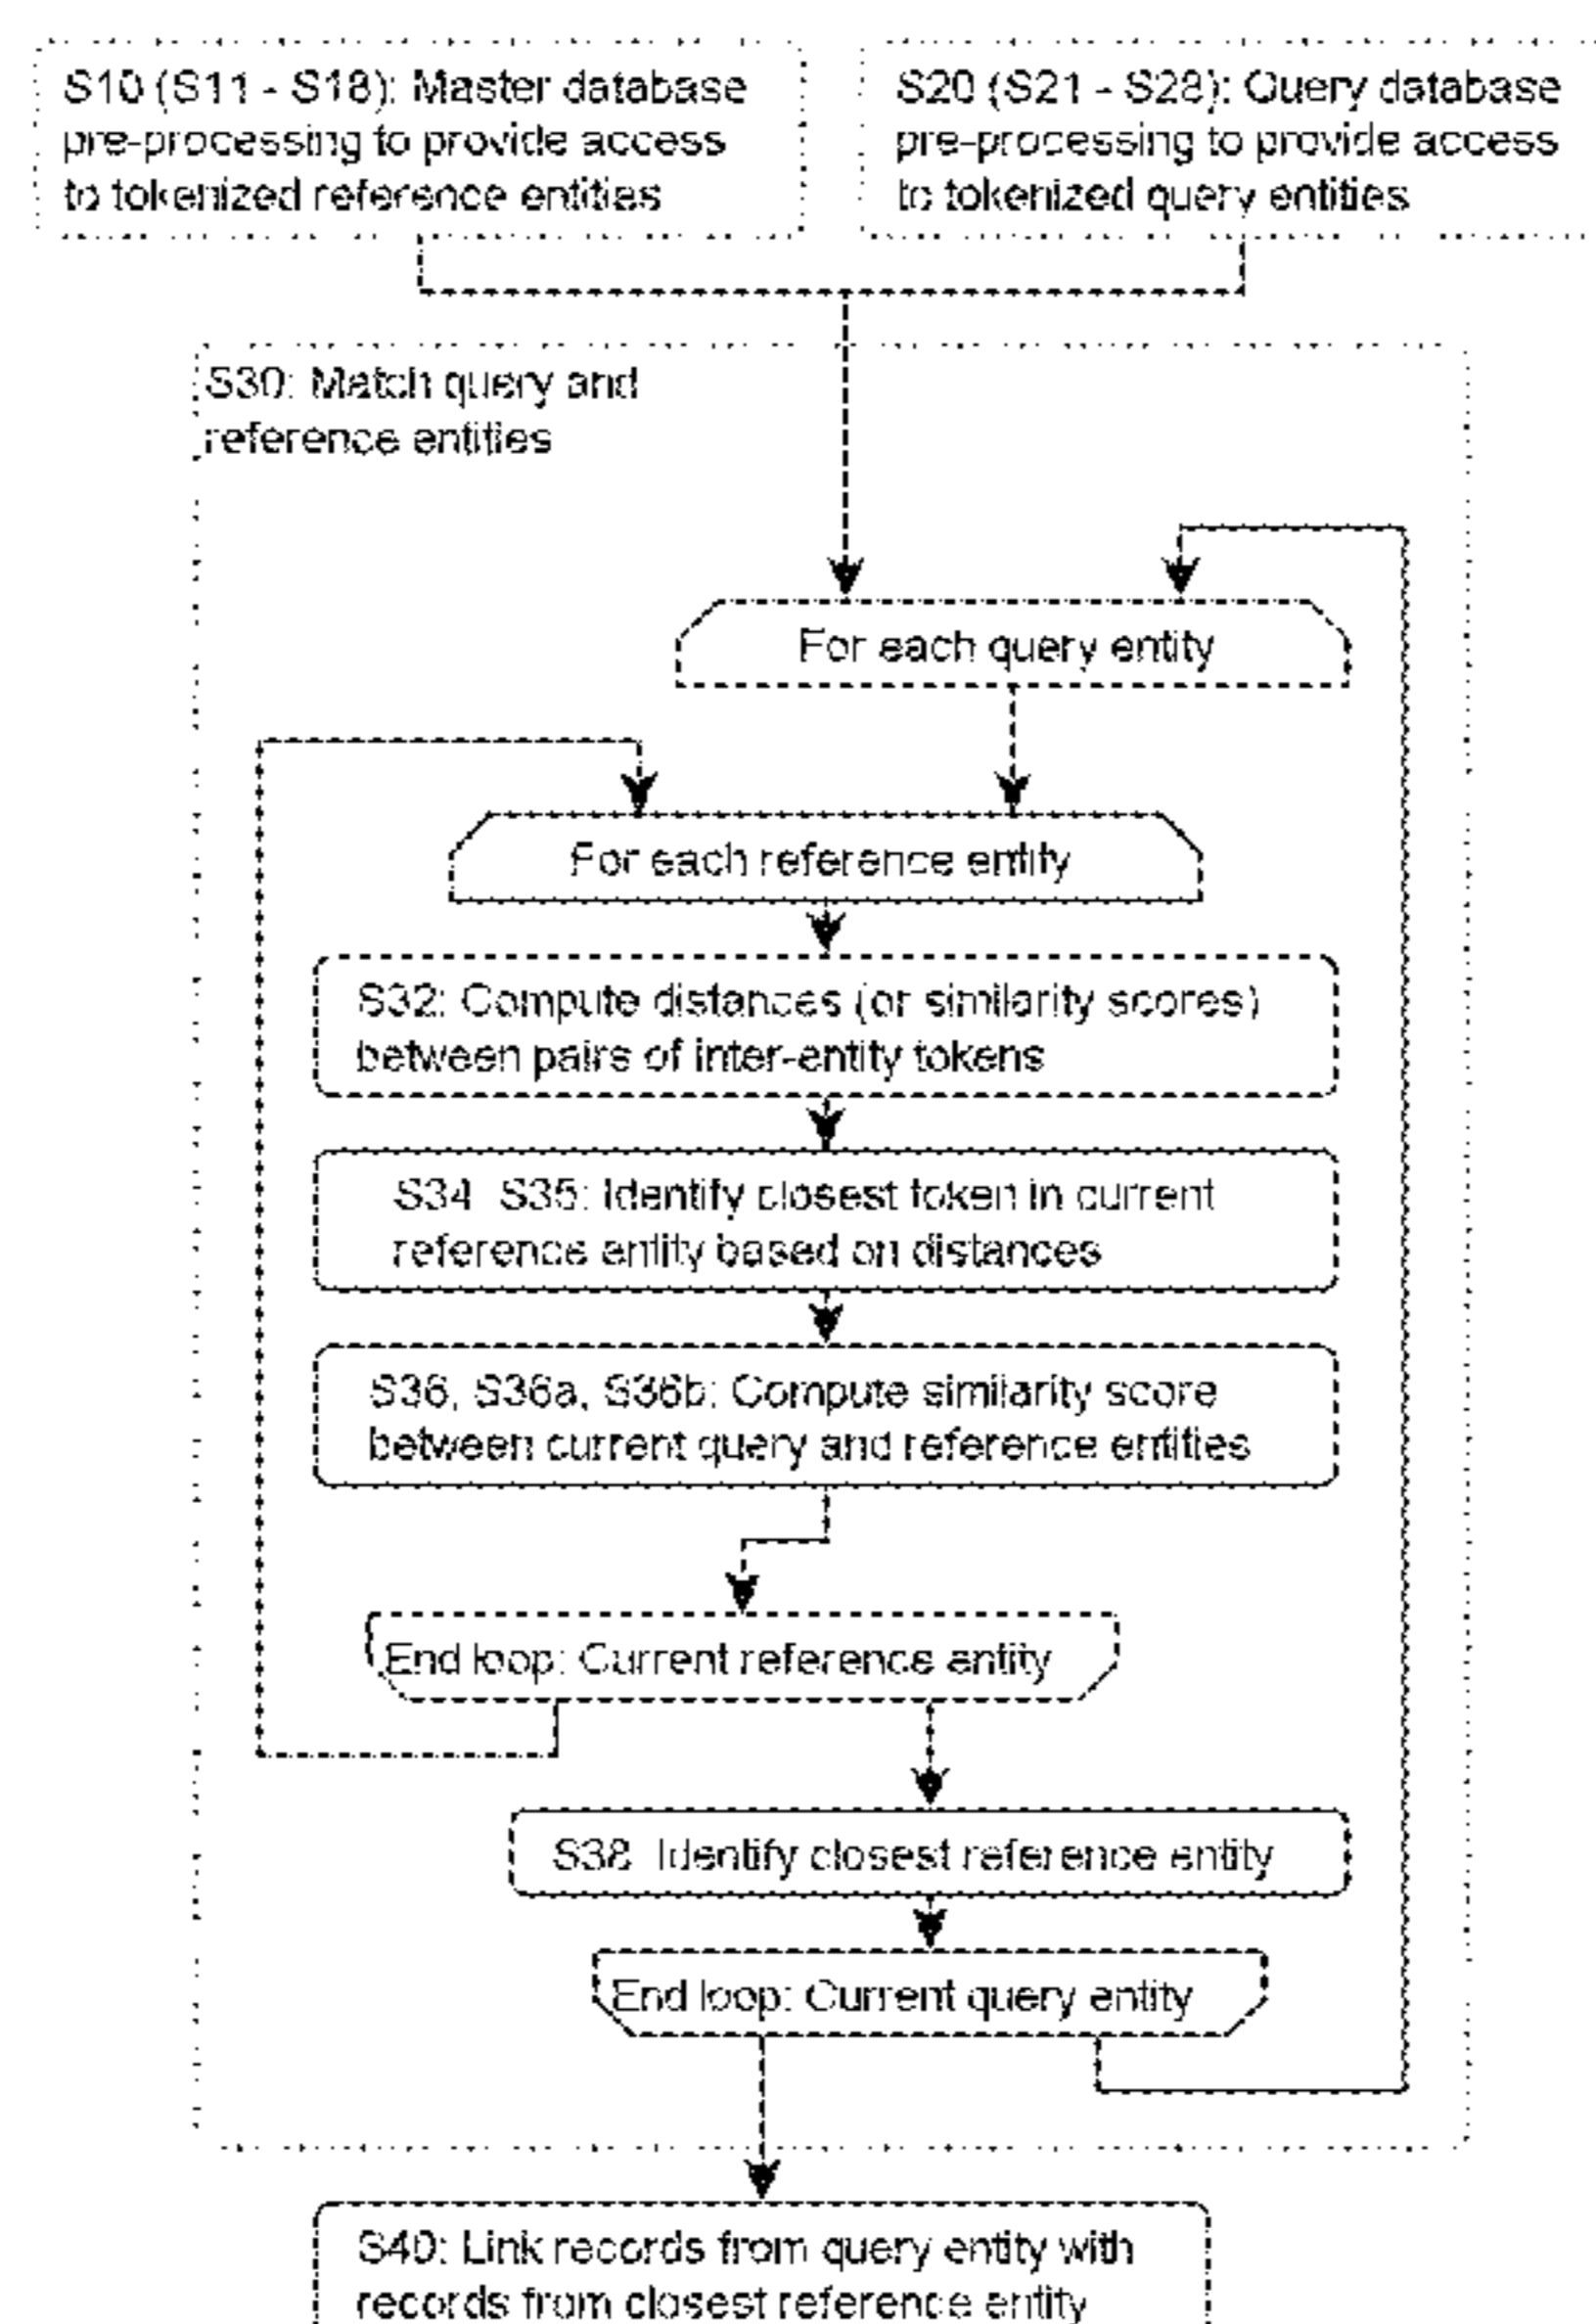 S10 (S11 - S18): Master database
pre-processing to provide access
to tokenized reference entities
S20 (S21 - S28): Query database
pre-processing to provide access
to tokenized query entities
S30: Match query and
reference entities
For each query entity
For each reference entity
S32: Compute distances (or similarity scores)
between pairs of inter-entity tokens
S34 S35: Identify closest token in current
reference entity based on distances
S36, S36a, S36b: Compute similarity score
between current query and reference entities
End loop: Current reference entity
S38 Identify closest reference entity
End loop: Current query entity
S40: Link records from query entity with
records from closest reference entity